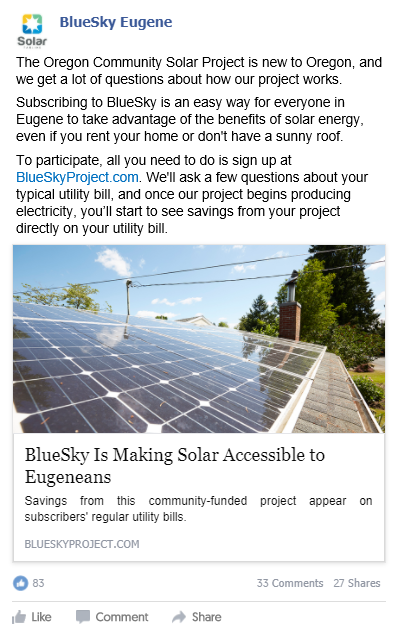 BlueSky Eugene
Solar
The Oregon Community Solar Project is new to Oregon, and
we get a lot of questions about how our project works.
Subscribing to BlueSky is an easy way for everyone in
Eugene to take advantage of the benefits of solar energy,
even if you rent your home or don't have a sunny roof.
To participate, all you need to do is sign up at
BlueSkyProject.com. We'll ask a few questions about your
typical utility bill, and once our project begins producing
electricity, you’ll start to see savings from your project
directly on your utility bill.
BlueSky Is Making Solar Accessible to
Eugeneans
Savings from this community-funded project appear on
subscribers' regular utility bills.
BLUESKYPROJECT.COM
83
33 Comments 27 Shares
Like Comment Share